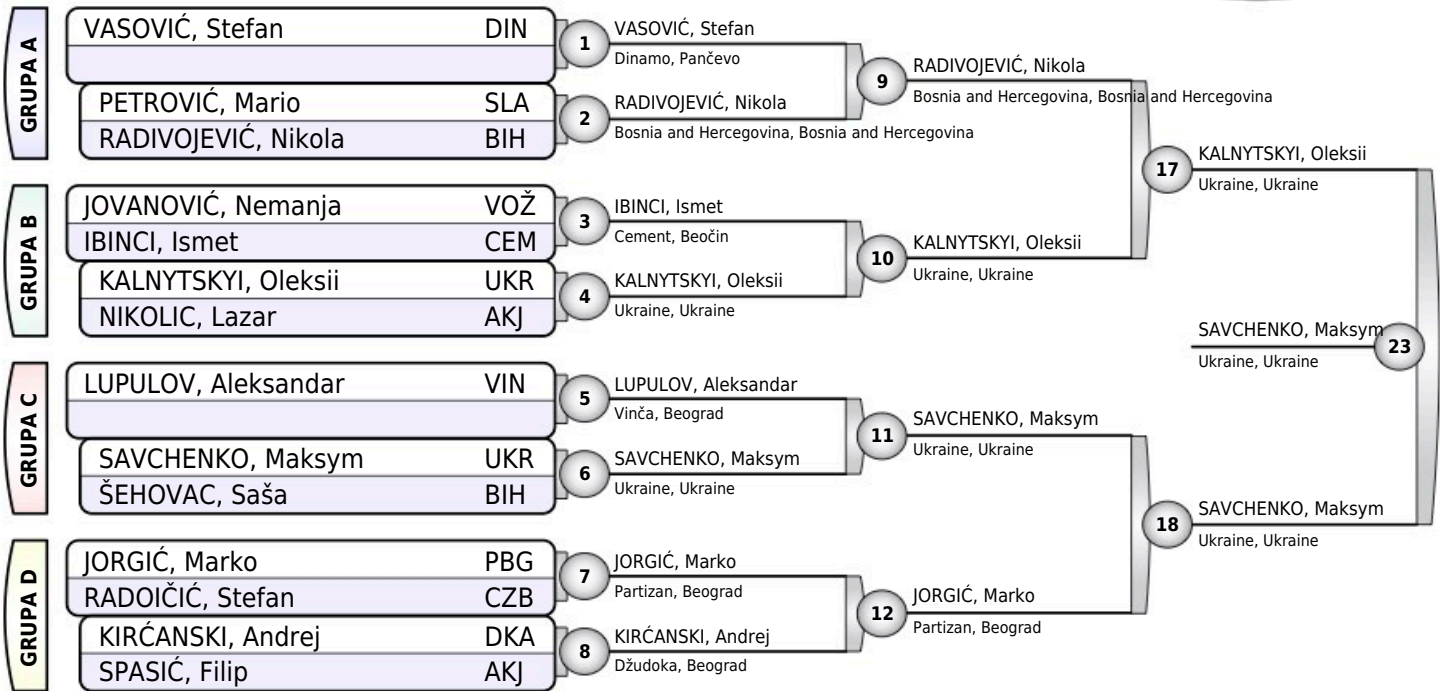 GRUPA A
VASOVIĆ, Stefan DIN
PETROVIĆ, Mario SLA
RADIVOJEVIĆ, Nikola BIH
GRUPA B
JOVANOVIĆ, Nemanja VOŽ
IBINCI, Ismet CEM
KALNYTSKYI, Oleksii UKR
NIKOLIC, Lazar AKJ
GRUPA C
LUPULOV, Aleksandar VIN
SAVCHENKO, Maksym UKR
ŠEHOVAC, Saša BIH
GRUPA D
JORGIĆ, Marko PBG
RADOIČIĆ, Stefan CZB
KIRĆANSKI, Andrej DKA
SPASIĆ, Filip AKJ
1
VASOVIĆ, Stefan
Dinamo, Pančevo
2
RADIVOJEVIĆ, Nikola
Bosnia and Hercegovina, Bosnia and Hercegovina
3
IBINCI, Ismet
Cement, Beočin
4
KALNYTSKYI, Oleksii
Ukraine, Ukraine
5
LUPULOV, Aleksandar
Vinča, Beograd
6
SAVCHENKO, Maksym
Ukraine, Ukraine
7
JORGIĆ, Marko
Partizan, Beograd
8
KIRĆANSKI, Andrej
Džudoka, Beograd
9
RADIVOJEVIĆ, Nikola
Bosnia and Hercegovina, Bosnia and Hercegovina
10
KALNYTSKYI, Oleksii
Ukraine, Ukraine
11
SAVCHENKO, Maksym
Ukraine, Ukraine
12
JORGIĆ, Marko
Partizan, Beograd
17
KALNYTSKYI, Oleksii
Ukraine, Ukraine
18
SAVCHENKO, Maksym
Ukraine, Ukraine
SAVCHENKO, Maksym
Ukraine, Ukraine
23